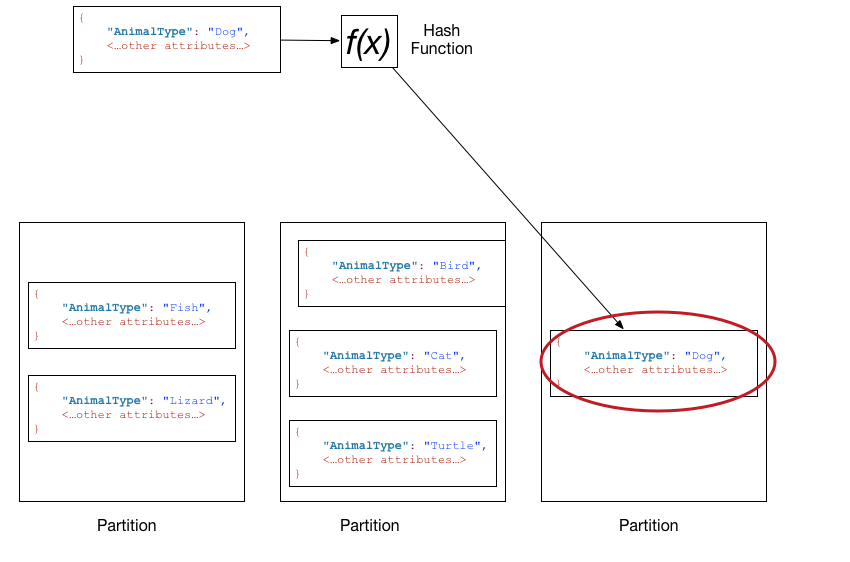 {
"AnimalType": "Dog",
<…other attributes…>
}
f(x)
Hash
Function
{
"AnimalType": "Fish",
<…other attributes…>
}
{
"AnimalType": "Lizard",
<…other attributes…>
}
Partition
{
"AnimalType": "Bird",
<…other attributes…>
}
{
"AnimalType": "Cat",
<…other attributes…>
}
{
"AnimalType": "Turtle",
<…other attributes…>
}
Partition
{
"AnimalType": "Dog",
<…other attributes…>
}
Partition